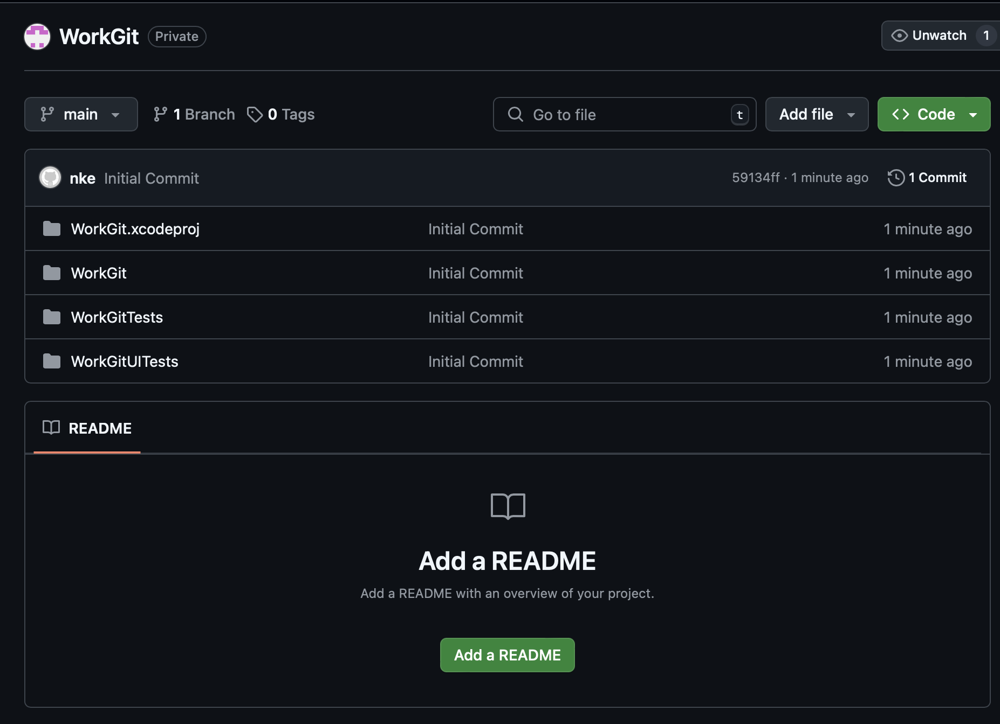 WorkGit Private Unwatch 1
main 1 Branch 0 Tags Go to file t Add file Code
nke Initial Commit 59134ff · 1 minute ago 1 Commit
WorkGit.xcodeproj Initial Commit 1 minute ago
WorkGit Initial Commit 1 minute ago
WorkGitTests Initial Commit 1 minute ago
WorkGitUITests Initial Commit 1 minute ago
README
Add a README
Add a README with an overview of your project.
Add a README